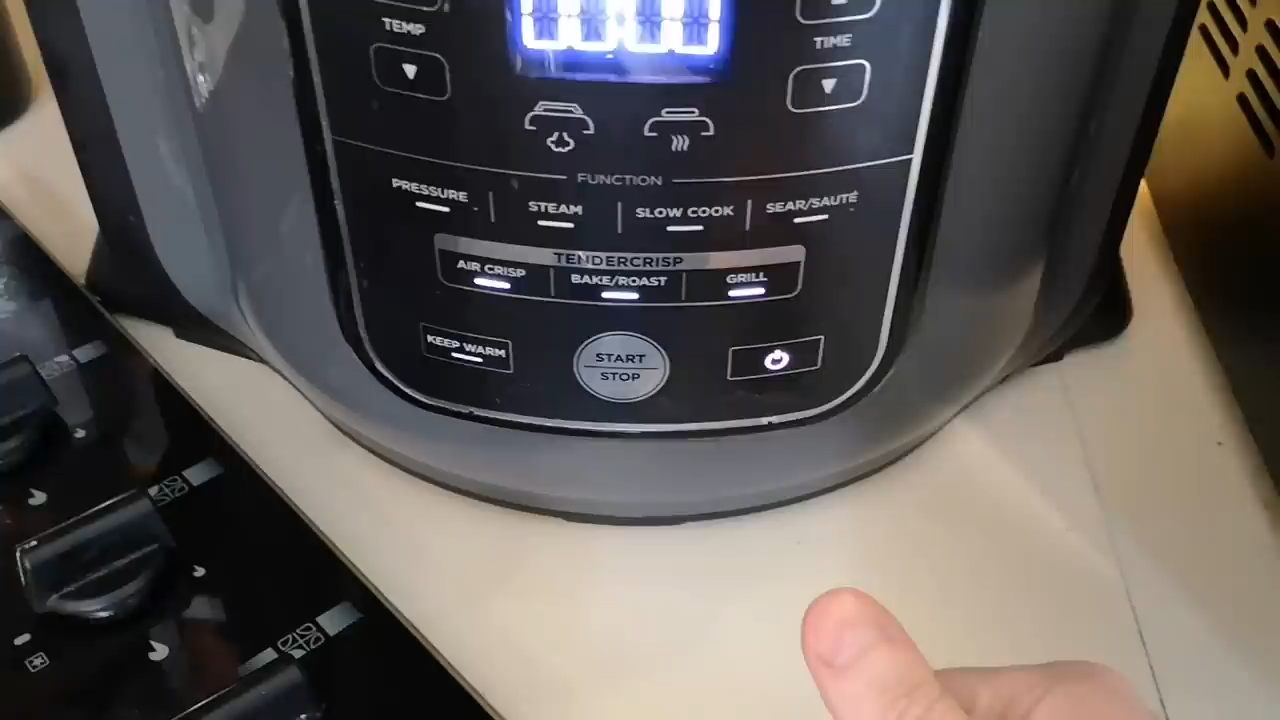 TEMP
TIME
FUNCTION
PRESSURE
STEAM
SLOW COOK
SEAR/SAUTÉ
TENDERCRISP
AIR CRISP
BAKE/ROAST
GRILL
KEEP WARM
START
STOP